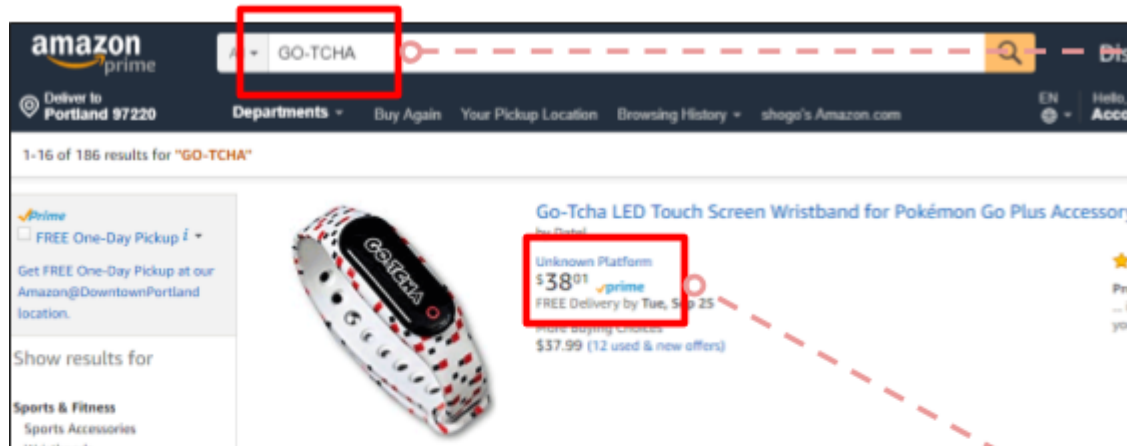 amazon
prime
GO-TCHA
Deliver to
Portland 97220
Departments
Buy Again
Your Pickup Location
Browsing History
shogo's Amazon.com
EN
Hello,
1-16 of 186 results for "GO-TCHA"
Prime
FREE One-Day Pickup i
Get FREE One-Day Pickup at our
Amazon@DowntownPortland
location.
Show results for
Sports & Fitness
Sports Accessories
GO-TCHA
Go-Tcha LED Touch Screen Wristband for Pokémon Go Plus Accessory
by Datel
Unknown Platform
$38 01 prime
FREE Delivery by Tue, Sep 25
More Buying Choices
$37.99 (12 used & new offers)